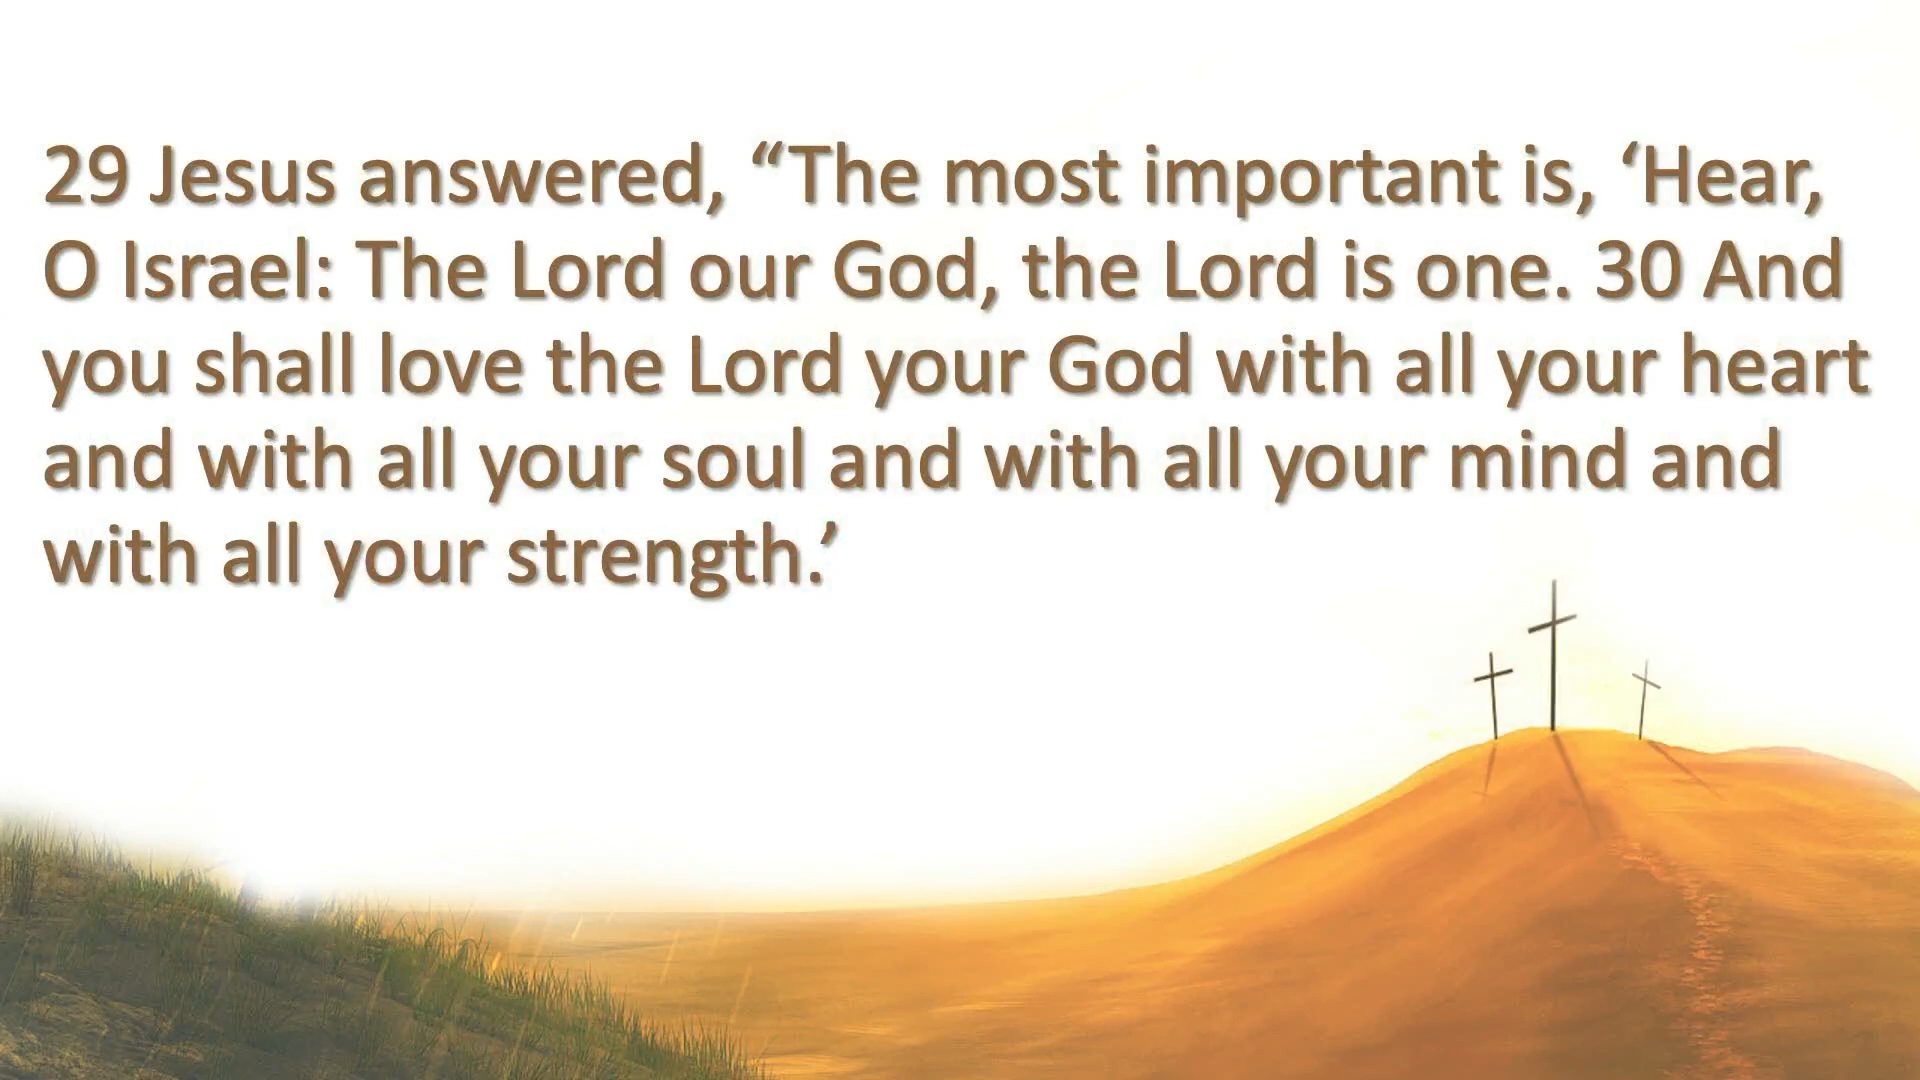 29 Jesus answered, “The most important is, ‘Hear,
O Israel: The Lord our God, the Lord is one. 30 And
you shall love the Lord your God with all your heart
and with all your soul and with all your mind and
with all your strength.’